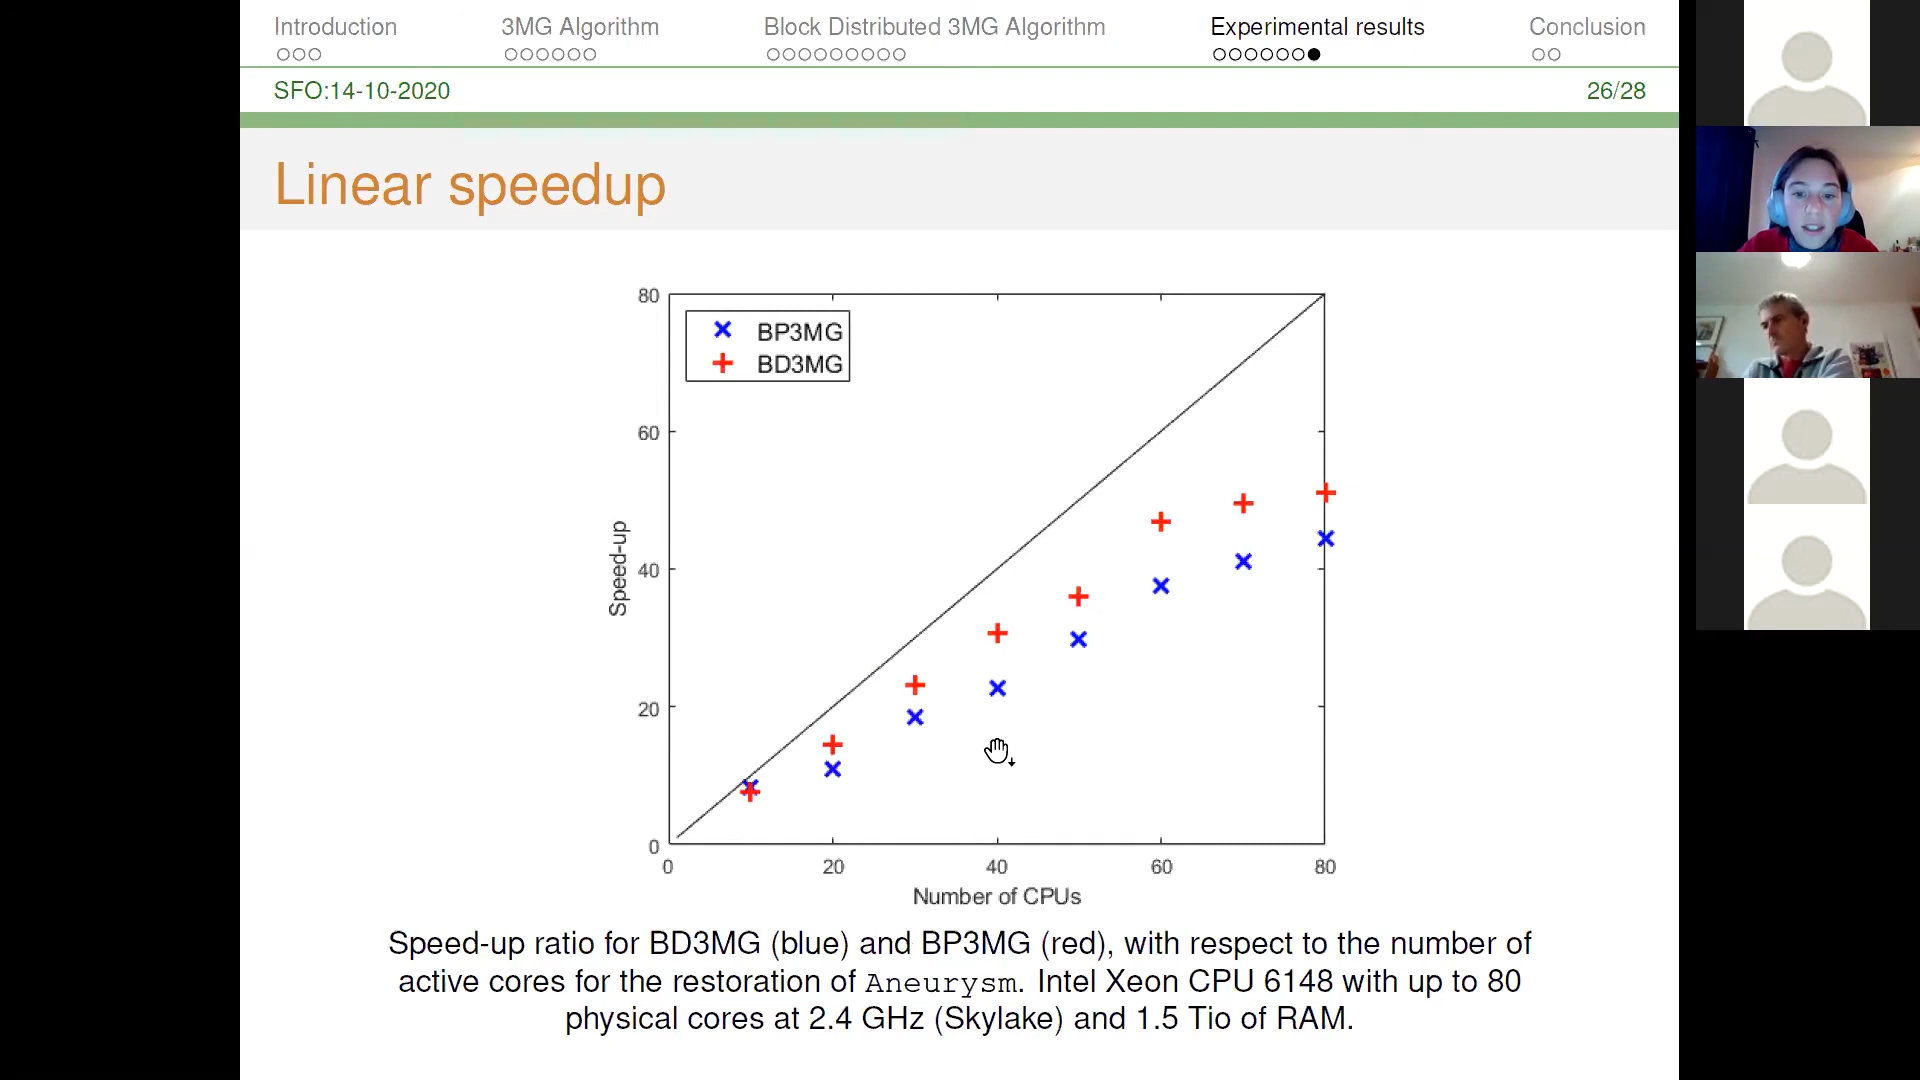 Introduction 3MG Algorithm Block Distributed 3MG Algorithm Experimental results Conclusion
SFO:14-10-2020 26/28
Linear speedup
80
60
40
20
0
Speed-up
BP3MG
BD3MG
0 20 40 60 80
Number of CPUs
Speed-up ratio for BD3MG (blue) and BP3MG (red), with respect to the number of
active cores for the restoration of Aneurysm. Intel Xeon CPU 6148 with up to 80
physical cores at 2.4 GHz (Skylake) and 1.5 Tio of RAM.